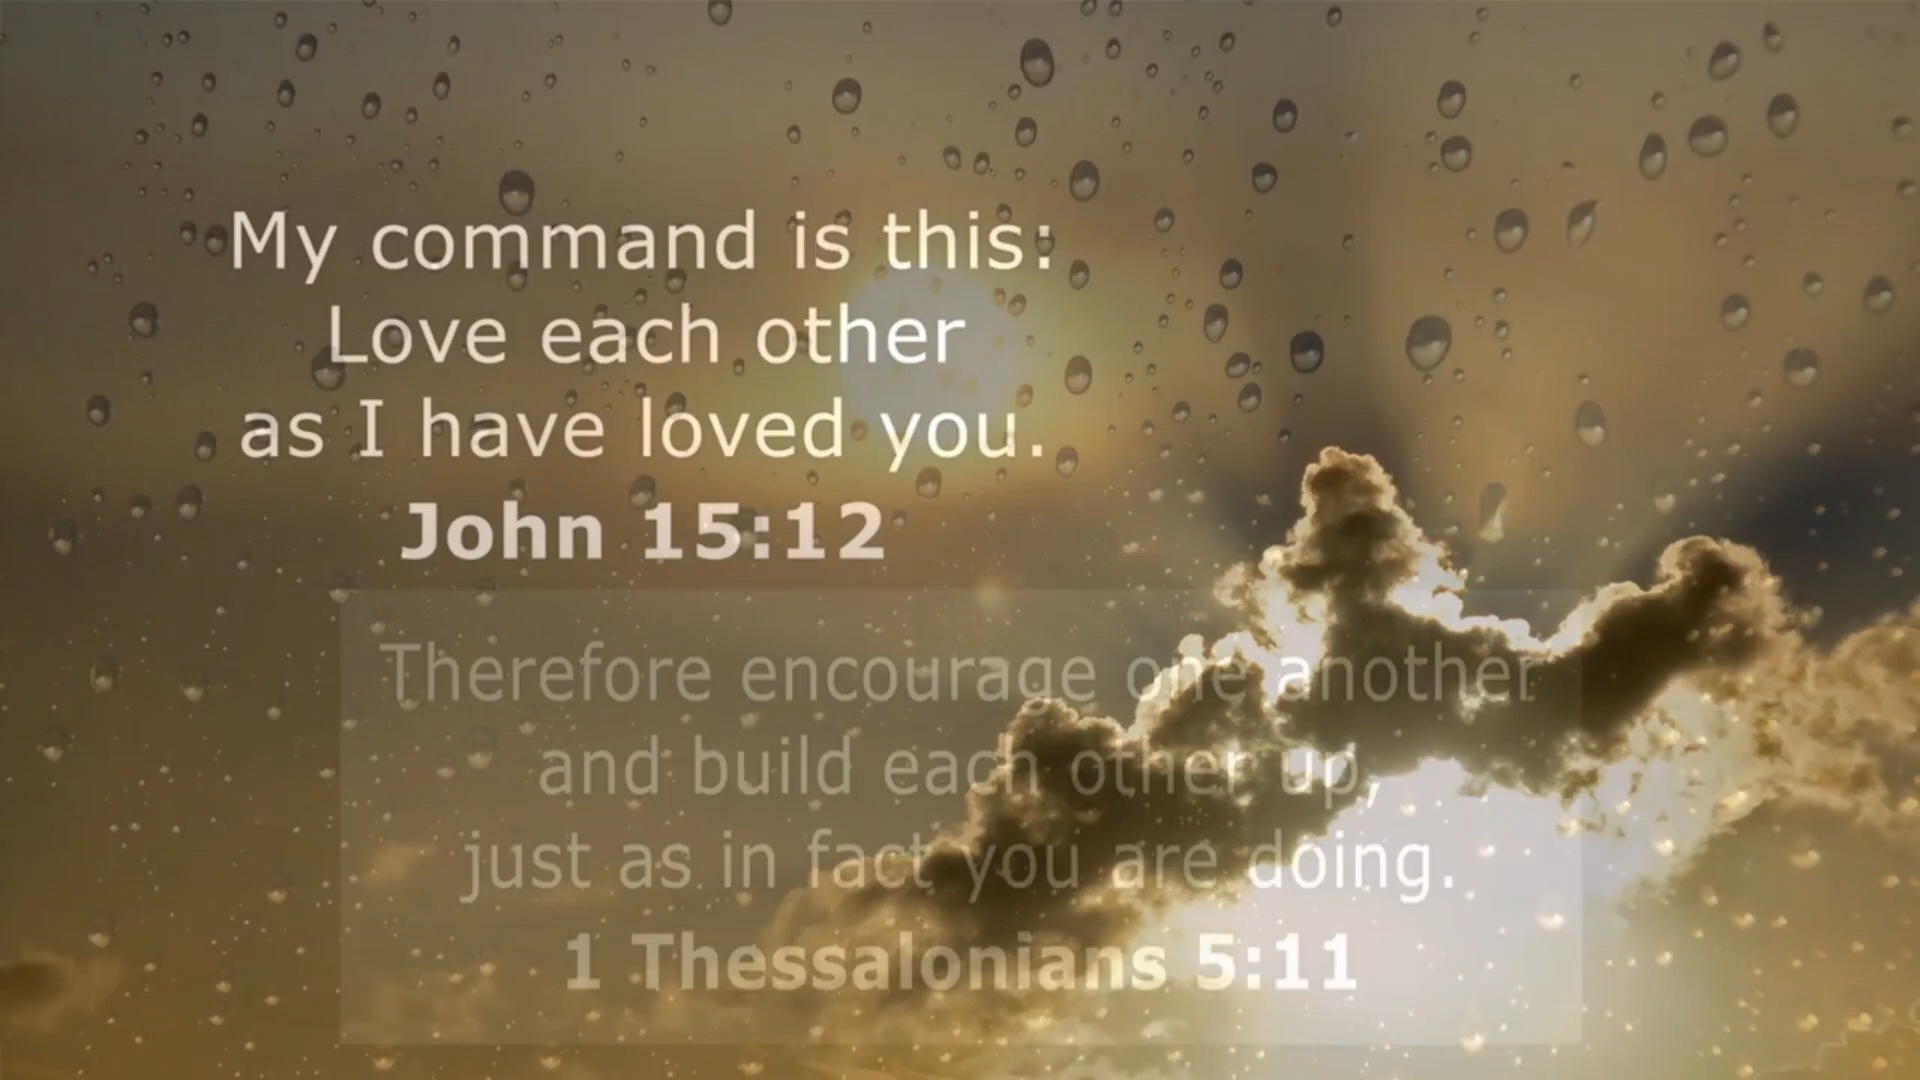 My command is this:
Love each other
as I have loved you.
John 15:12
Therefore encourage one another
and build each other up,
just as in fact you are doing.
1 Thessalonians 5:11